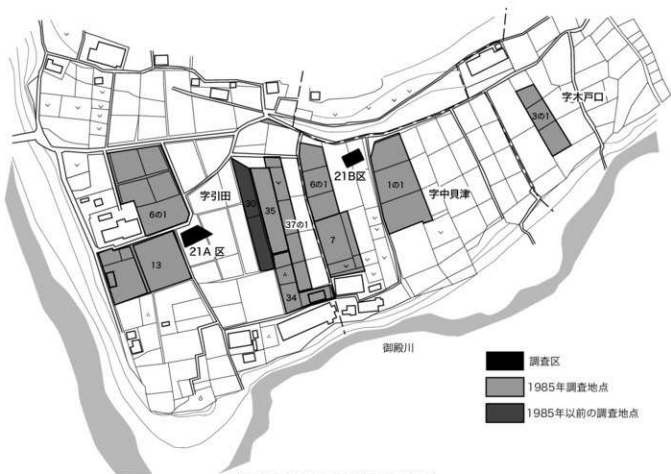 字木戸口
3の1
21B区
字引田
6の1
1の1
字中貝津
30
35
37の1
6の1
21A区
7
13
34
御殿川
調査区
1985年調査地点
1985年以前の調査地点